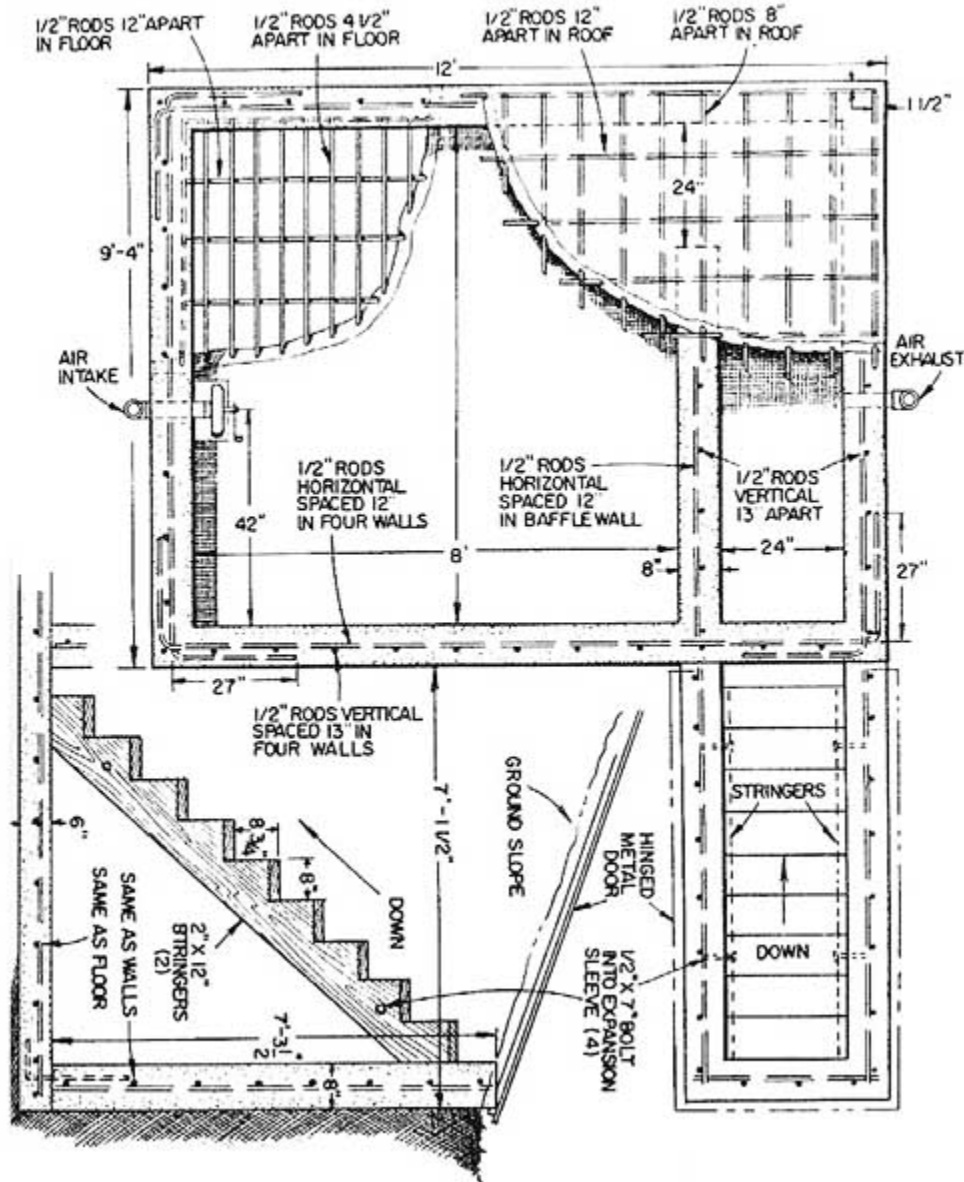 1/2" RODS 12" APART
IN FLOOR
1/2" RODS 4 1/2"
APART IN FLOOR
1/2" RODS 12"
APART IN ROOF
1/2" RODS 8"
APART IN ROOF
12'
1 1/2"
24"
9'-4"
AIR
INTAKE
AIR
EXHAUST
1/2" RODS
HORIZONTAL
SPACED 12"
IN FOUR WALLS
1/2" RODS
HORIZONTAL
SPACED 12"
IN BAFFLE WALL
1/2" RODS
VERTICAL
13" APART
42"
8'
8"
24"
27"
27"
1/2" RODS VERTICAL
SPACED 13" IN
FOUR WALLS
7'-1/2"
GROUND SLOPE
HINGED
METAL
DOOR
STRINGERS
8 3/4"
8"
DOWN
6"
SAME AS WALLS
SAME AS FLOOR
2" X 12"
STRINGERS
(2)
1/2" X 7" BOLT
INTO EXPANSION
SLEEVE (4)
DOWN
7'-3 1/2"
8"